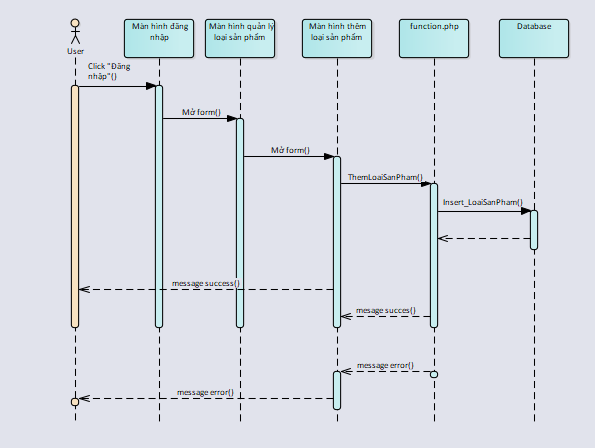 Màn hình đăng
nhập
Màn hình quản lý
loại sản phẩm
Màn hình thêm
loại sản phẩm
function.php
Database
User
Click "Đăng
nhập"()
Mở form()
Mở form()
ThemLoaiSanPham()
Insert_LoaiSanPham()
message success()
mesage succes()
message error()
message error()